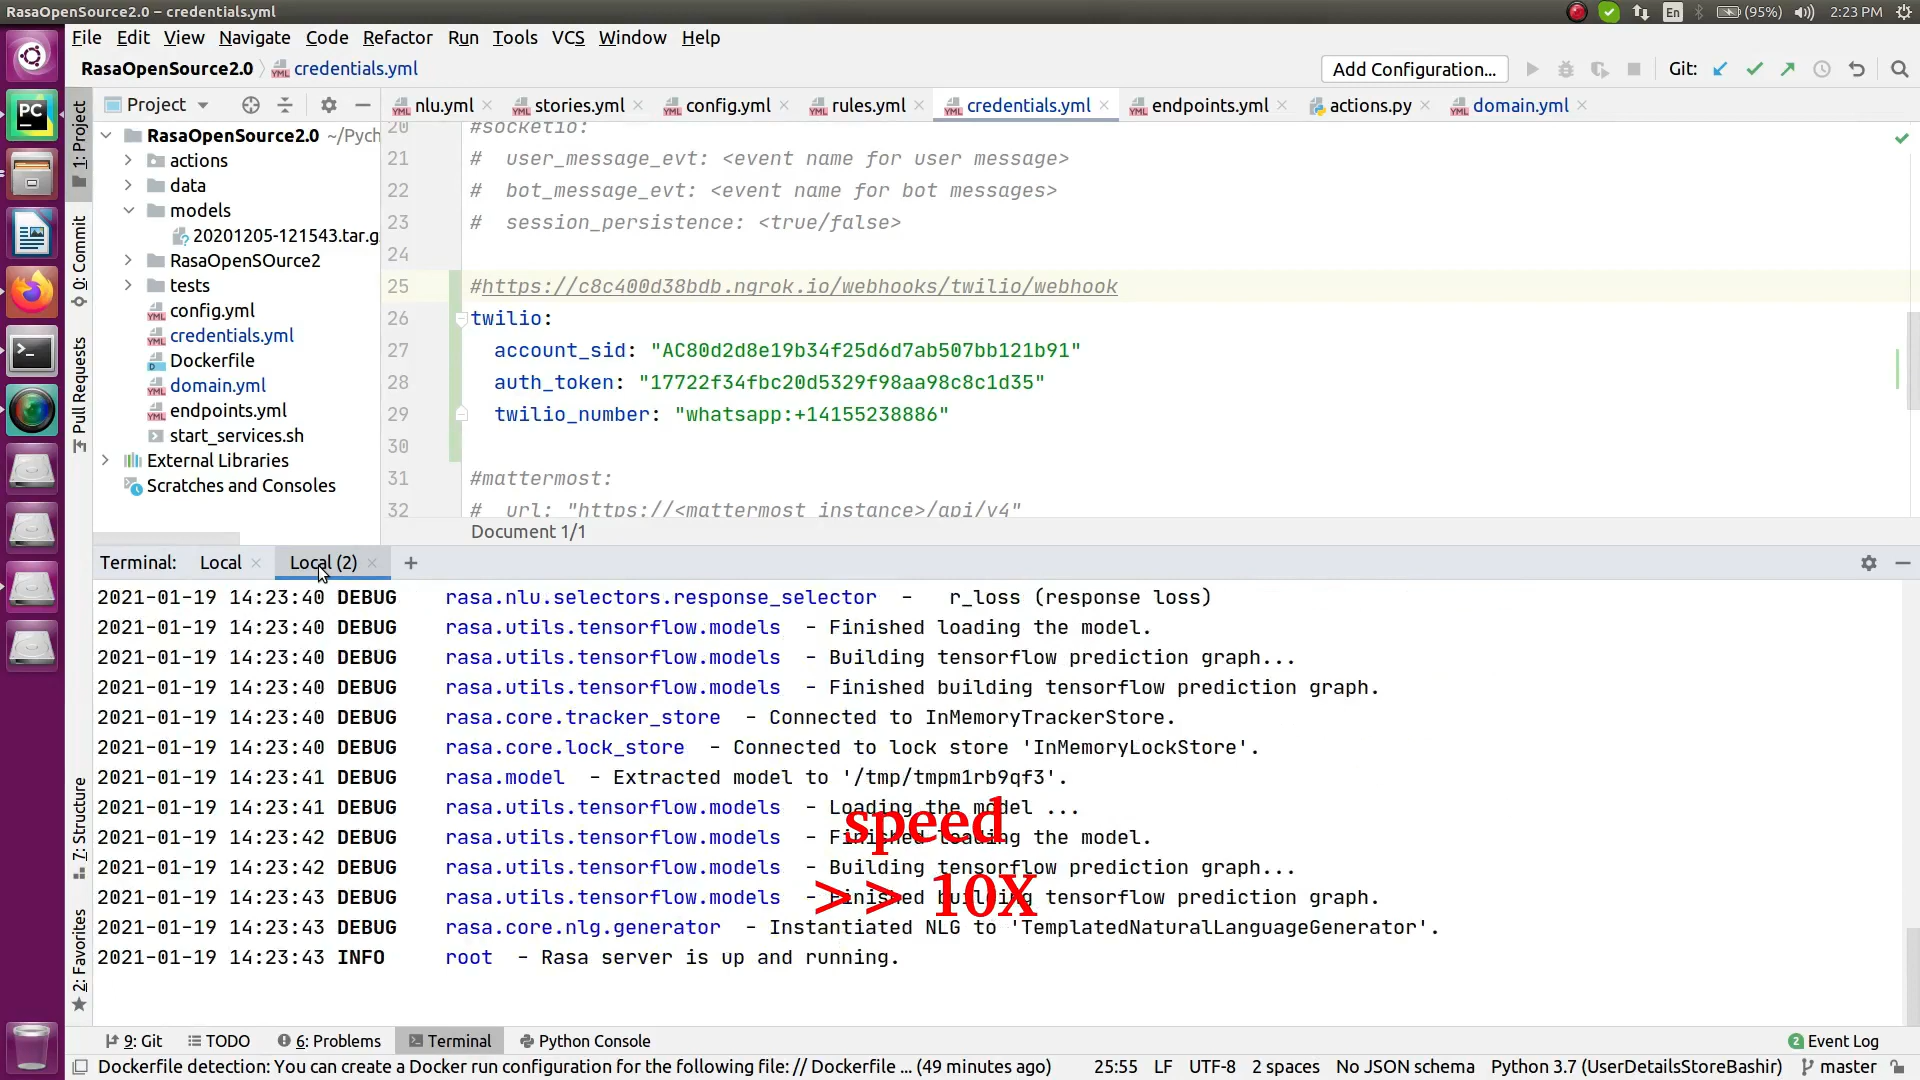 RasaOpenSource2.0 – credentials.yml
En
(95%)
2:23 PM
File Edit View Navigate Code Refactor Run Tools VCS Window Help
RasaOpenSource2.0 credentials.yml
Add Configuration...
Git:
1: Project
0: Commit
Pull Requests
7: Structure
2: Favorites
Project
RasaOpenSource2.0 ~/Pych
actions
data
models
20201205-121543.tar.g
RasaOpenSOurce2
tests
config.yml
credentials.yml
Dockerfile
domain.yml
endpoints.yml
start_services.sh
External Libraries
Scratches and Consoles
nlu.yml stories.yml config.yml rules.yml credentials.yml endpoints.yml actions.py domain.yml
20 #socketio:
21 #  user_message_evt: <event name for user message>
22 #  bot_message_evt: <event name for bot messages>
23 #  session_persistence: <true/false>
24
25 #https://c8c400d38bdb.ngrok.io/webhooks/twilio/webhook
26 twilio:
27   account_sid: "AC80d2d8e19b34f25d6d7ab507bb121b91"
28   auth_token: "17722f34fbc20d5329f98aa98c8c1d35"
29   twilio_number: "whatsapp:+14155238886"
30
31 #mattermost:
32 #  url: "https://<mattermost instance>/api/v4"
Document 1/1
Terminal: Local Local (2) +
2021-01-19 14:23:40 DEBUG    rasa.nlu.selectors.response_selector  -   r_loss (response loss)
2021-01-19 14:23:40 DEBUG    rasa.utils.tensorflow.models  - Finished loading the model.
2021-01-19 14:23:40 DEBUG    rasa.utils.tensorflow.models  - Building tensorflow prediction graph...
2021-01-19 14:23:40 DEBUG    rasa.utils.tensorflow.models  - Finished building tensorflow prediction graph.
2021-01-19 14:23:40 DEBUG    rasa.core.tracker_store  - Connected to InMemoryTrackerStore.
2021-01-19 14:23:40 DEBUG    rasa.core.lock_store  - Connected to lock store 'InMemoryLockStore'.
2021-01-19 14:23:41 DEBUG    rasa.model  - Extracted model to '/tmp/tmpm1rb9qf3'.
2021-01-19 14:23:41 DEBUG    rasa.utils.tensorflow.models  - Loading the model ...
2021-01-19 14:23:42 DEBUG    rasa.utils.tensorflow.models  - Finished loading the model.
2021-01-19 14:23:42 DEBUG    rasa.utils.tensorflow.models  - Building tensorflow prediction graph...
2021-01-19 14:23:43 DEBUG    rasa.utils.tensorflow.models  - Finished building tensorflow prediction graph.
2021-01-19 14:23:43 DEBUG    rasa.core.nlg.generator  - Instantiated NLG to 'TemplatedNaturalLanguageGenerator'.
2021-01-19 14:23:43 INFO     root  - Rasa server is up and running.
speed
>> 10X
9: Git TODO 6: Problems Terminal Python Console 2 Event Log
Dockerfile detection: You can create a Docker run configuration for the following file: // Dockerfile ... (49 minutes ago) 25:55 LF UTF-8 2 spaces No JSON schema Python 3.7 (UserDetailsStoreBashir) master